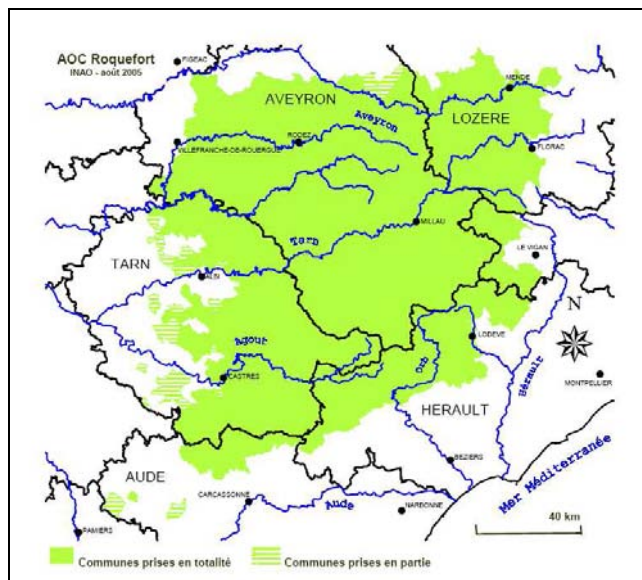 AOC Roquefort
INAO - août 2005
FIGEAC
AVEYRON
MENDE
LOZERE
Aveyron
RODEZ
VILLEFRANCHE-DE-ROUERGUE
FLORAC
MILLAU
Tarn
LE VIGAN
TARN
ALBI
N
LODEVE
Agout
Orb
CASTRES
Hérault
MONTPELLIER
HERAULT
BEZIERS
AUDE
Mer Méditerranée
CARCASSONNE
Aude
NARBONNE
PAMIERS
40 km
Communes prises en totalité
Communes prises en partie